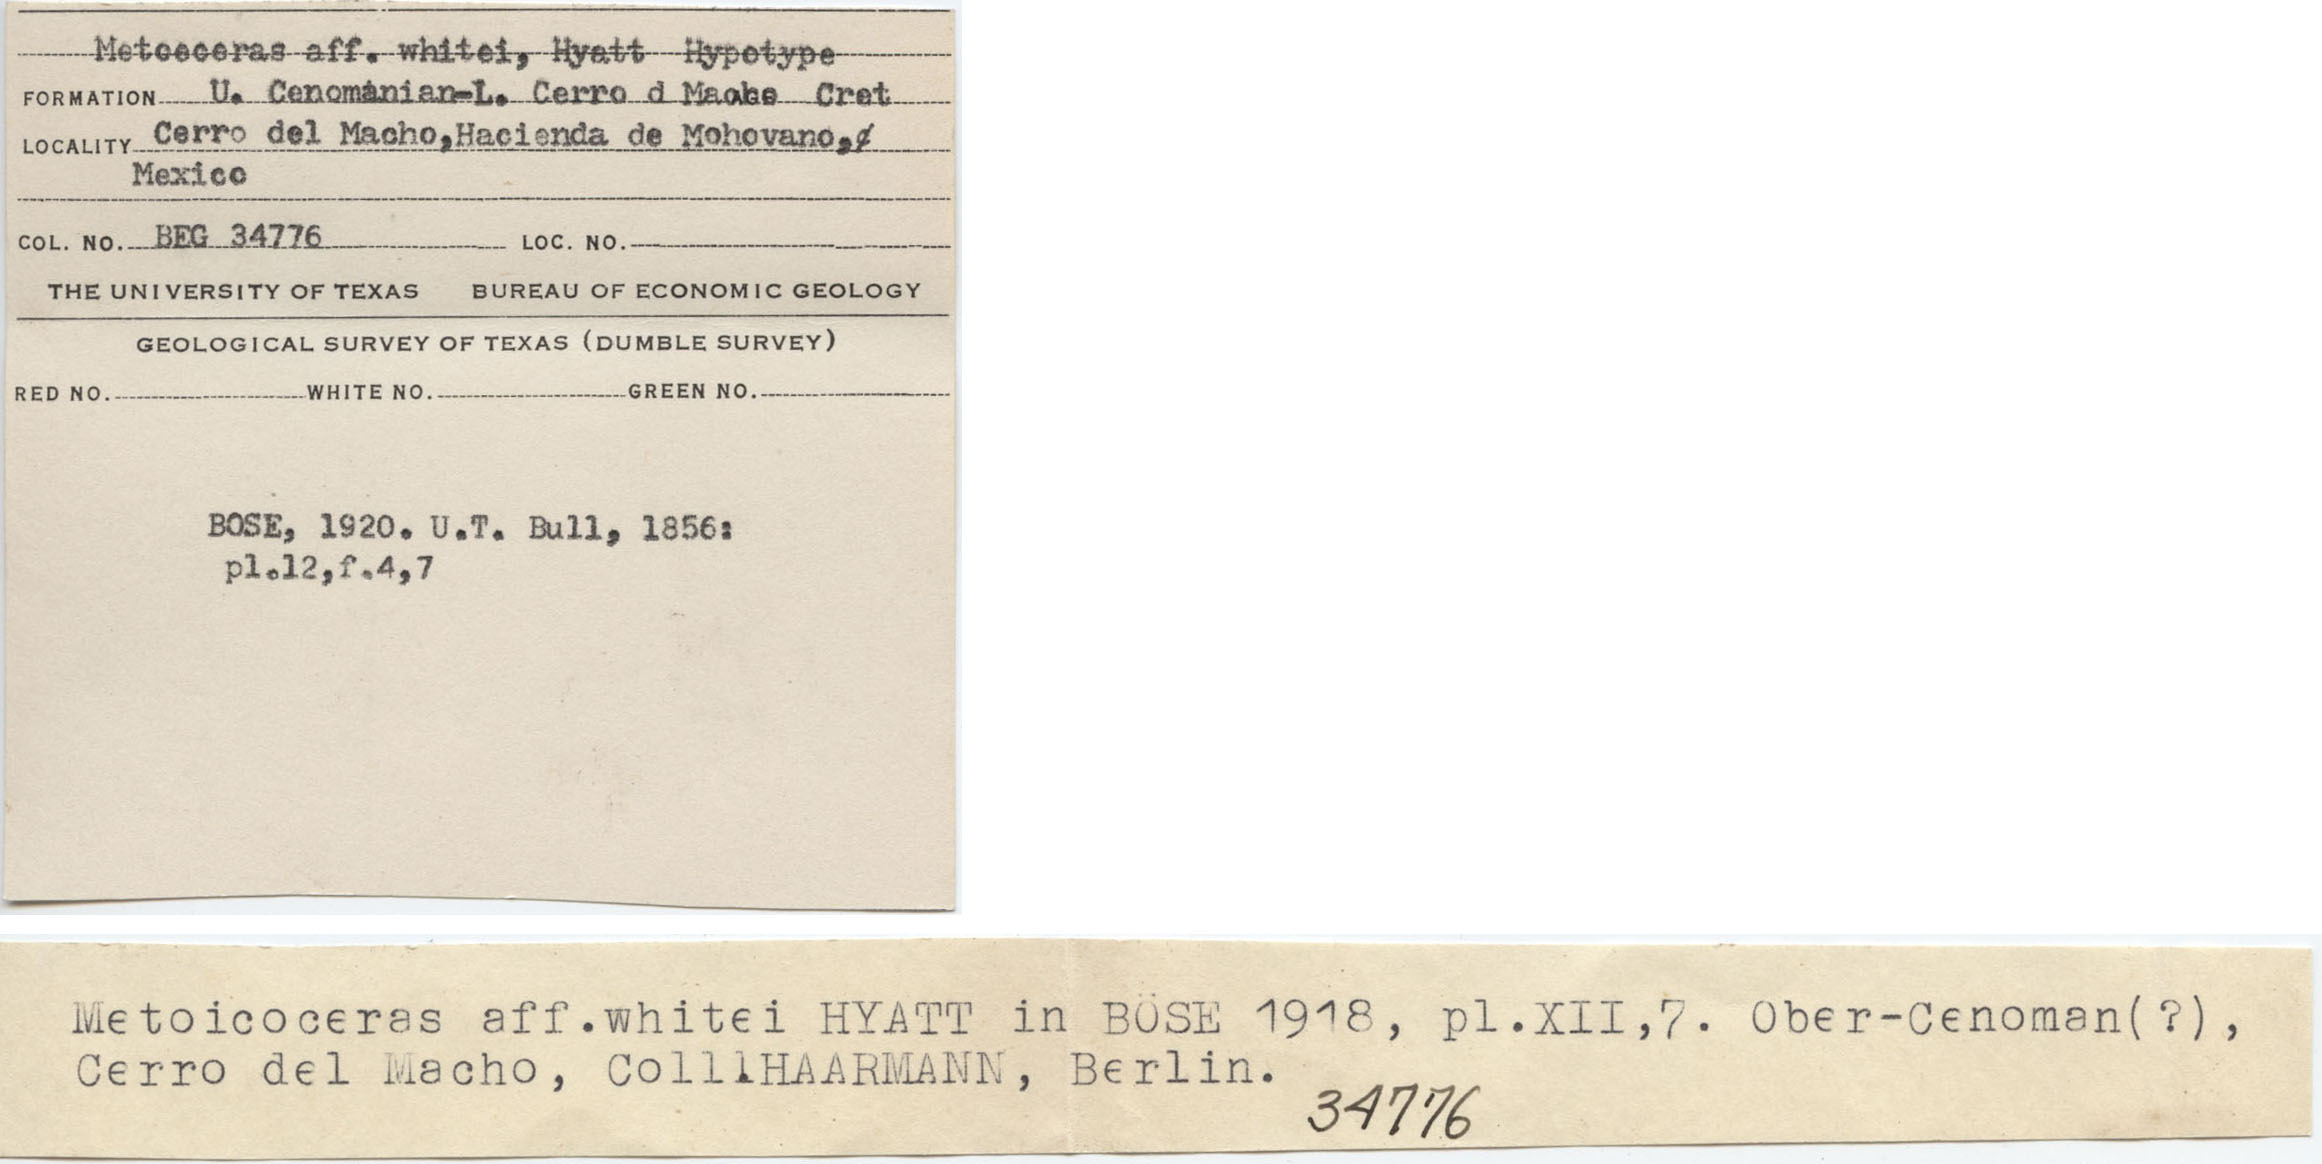 Metoeceras aff. whitei, Hyatt Hypotype
FORMATION U. Cenomanian-L. Cerro d Macho Cret
LOCALITY Cerro del Macho,Hacienda de Mohovano,
Mexico
COL. NO. BEG 34776 LOC. NO.
THE UNIVERSITY OF TEXAS BUREAU OF ECONOMIC GEOLOGY
GEOLOGICAL SURVEY OF TEXAS (DUMBLE SURVEY)
RED NO. WHITE NO. GREEN NO.
BOSE, 1920. U.T. Bull, 1856:
pl.12,f.4,7
Metoicoceras aff.whitei HYATT in BÖSE 1918, pl.XII,7. Ober-Cenoman(?),
Cerro del Macho, Coll.HAARMANN, Berlin.
34776